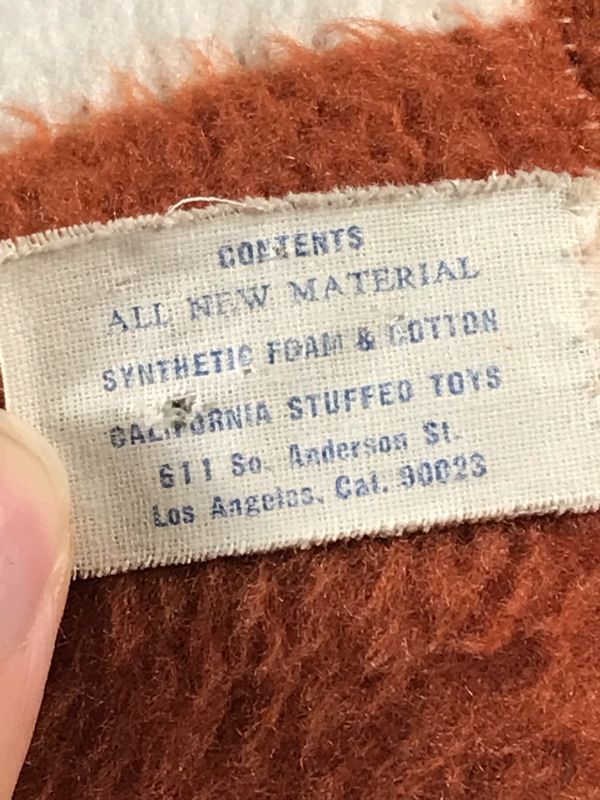 CONTENTS
ALL NEW MATERIAL
SYNTHETIC FOAM & COTTON
CALIFORNIA STUFFED TOYS
611 So. Anderson St.
Los Angeles, Cal. 90023